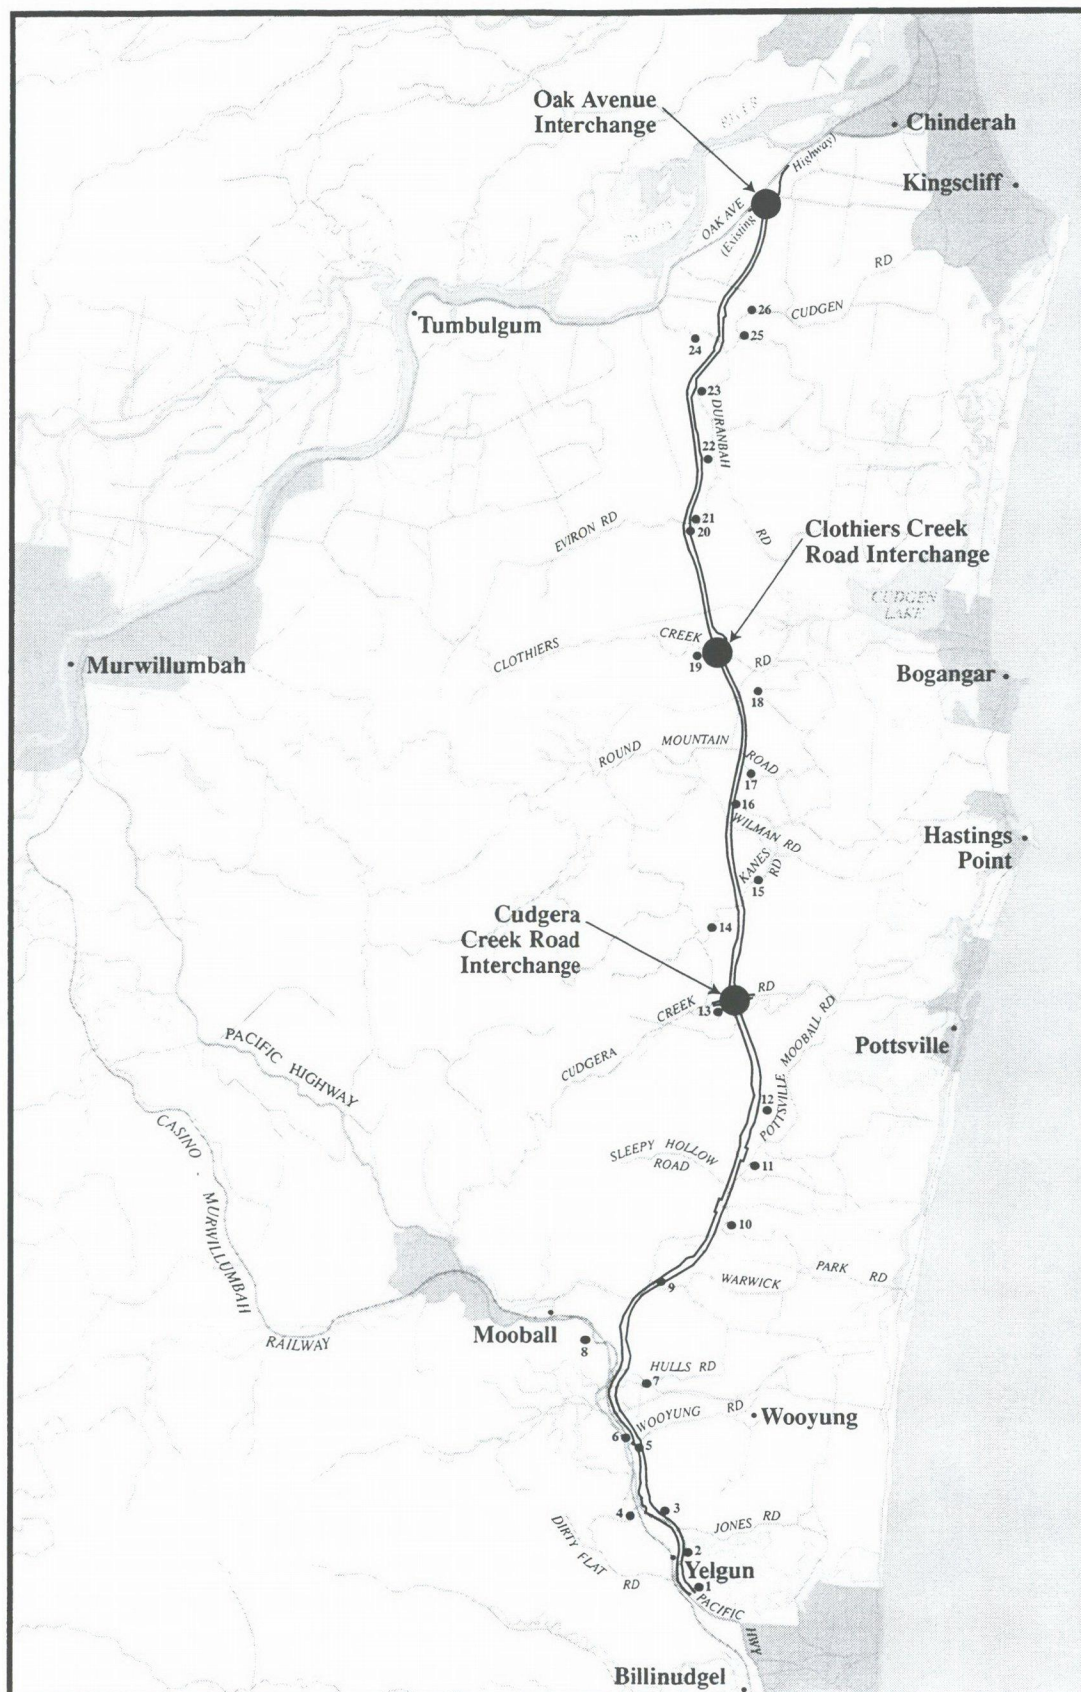 Oak Avenue
Interchange
RIVER
Chinderah
Highway)
Kingscliff
OAK AVE
(Existing
RD
CUDGEN
26
25
24
Tumbulgum
23
DURANBAH
22
21
20
EVIRON RD
RD
Clothiers Creek
Road Interchange
CUDGEN
LAKE
CREEK
CLOTHIERS
19
RD
18
Murwillumbah
Bogangar
ROUND MOUNTAIN
ROAD
17
16
WILMAN RD
Hastings
Point
KANES
RD
15
14
Cudgera
Creek Road
Interchange
RD
CREEK
13
CUDGERA
MOOBALL RD
POTTSVILLE
Pottsville
PACIFIC HIGHWAY
12
SLEEPY HOLLOW
ROAD
11
CASINO - MURWILLUMBAH
RAILWAY
10
WARWICK PARK RD
9
Mooball
8
HULLS RD
7
WOOYUNG RD
Wooyung
6
5
4
3
JONES RD
DIRTY FLAT RD
2
Yelgun
1
PACIFIC HWY
Billinudgel